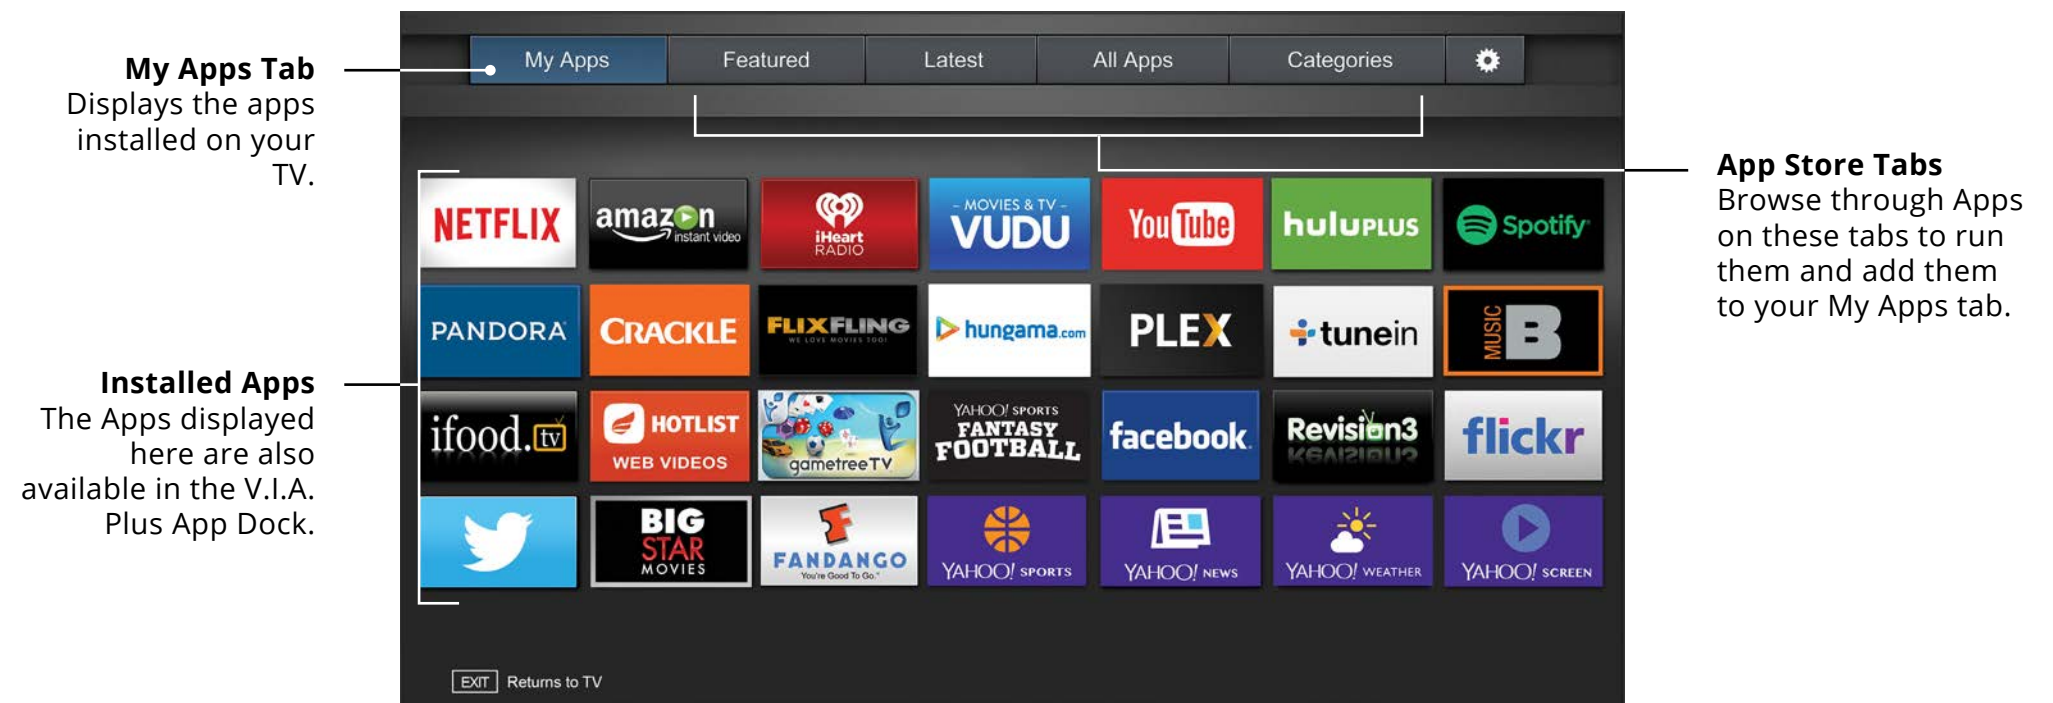 My Apps Tab
Displays the apps
installed on your
TV.
Installed Apps
The Apps displayed
here are also
available in the V.I.A.
Plus App Dock.
My Apps
Featured
Latest
All Apps
Categories
NETFLIX
amazon
instant video
iHeart
RADIO
- MOVIES & TV -
VUDU
YouTube
huluPLUS
Spotify
PANDORA
CRACKLE
FLIXFLING
WE LOVE MOVIES TOO!
hungama.com
PLEX
tunein
MUSIC
B
ifood.tv
HOTLIST
WEB VIDEOS
gametreeTV
YAHOO! SPORTS
FANTASY
FOOTBALL
facebook
Revision3
flickr
BIG
STAR
MOVIES
FANDANGO
You're Good To Go.™
YAHOO! SPORTS
YAHOO! NEWS
YAHOO! WEATHER
YAHOO! SCREEN
EXIT Returns to TV
App Store Tabs
Browse through Apps
on these tabs to run
them and add them
to your My Apps tab.